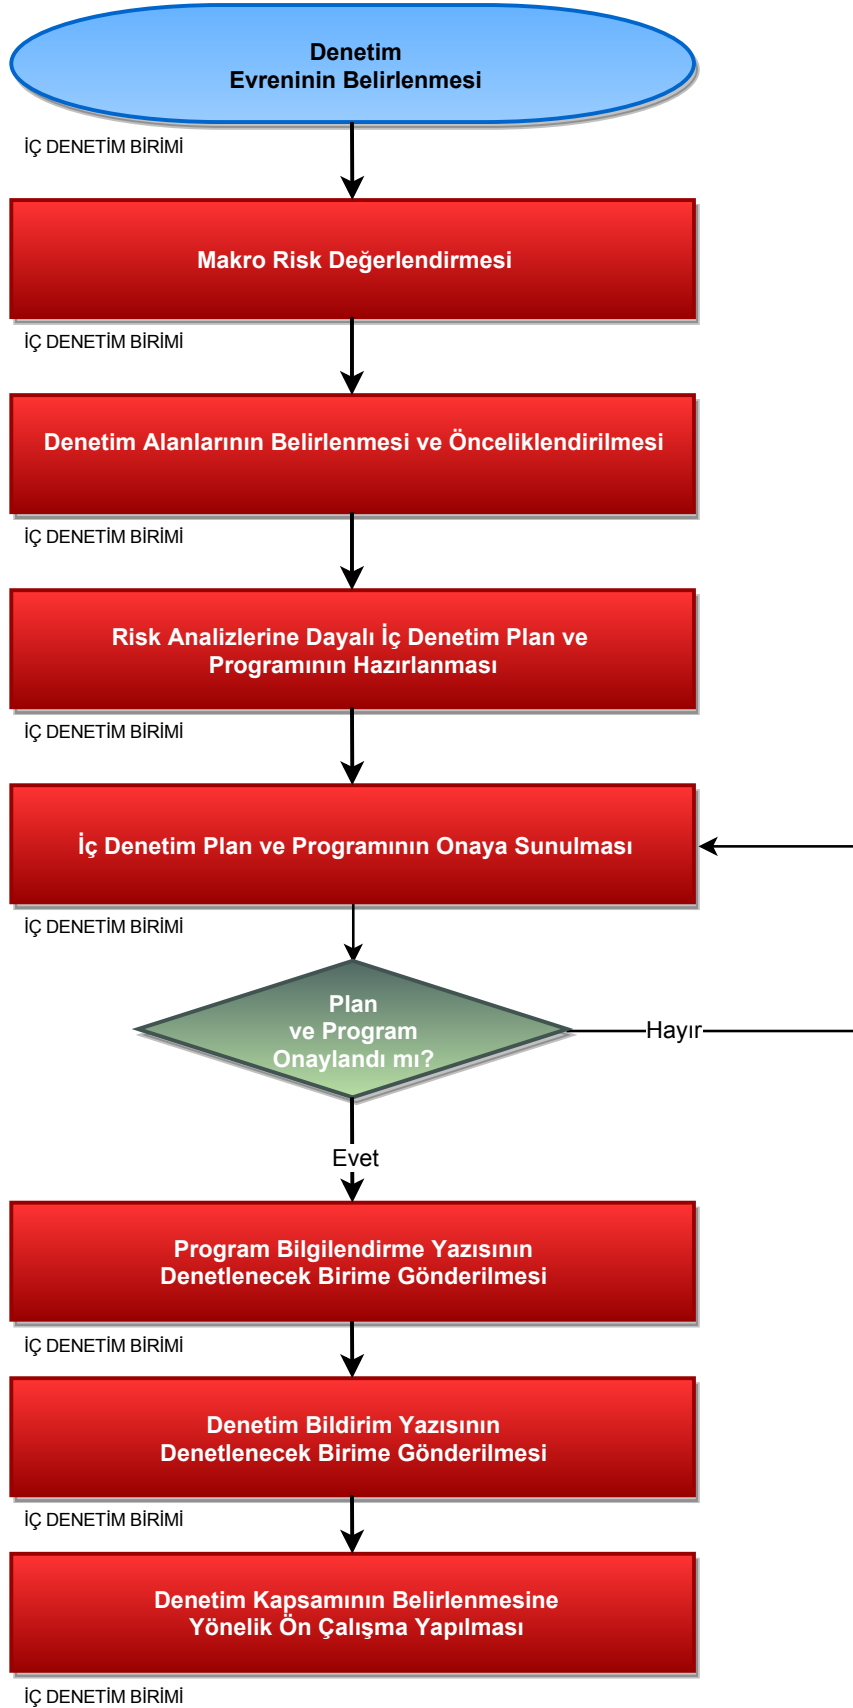 Denetim
Evreninin Belirlenmesi
İÇ DENETİM BİRİMİ
Makro Risk Değerlendirmesi
İÇ DENETİM BİRİMİ
Denetim Alanlarının Belirlenmesi ve Önceliklendirilmesi
İÇ DENETİM BİRİMİ
Risk Analizlerine Dayalı İç Denetim Plan ve
Programının Hazırlanması
İÇ DENETİM BİRİMİ
İç Denetim Plan ve Programının Onaya Sunulması
İÇ DENETİM BİRİMİ
Plan
ve Program
Onaylandı mı?
Hayır
Evet
Program Bilgilendirme Yazısının
Denetlenecek Birime Gönderilmesi
İÇ DENETİM BİRİMİ
Denetim Bildirim Yazısının
Denetlenecek Birime Gönderilmesi
İÇ DENETİM BİRİMİ
Denetim Kapsamının Belirlenmesine
Yönelik Ön Çalışma Yapılması
İÇ DENETİM BİRİMİ